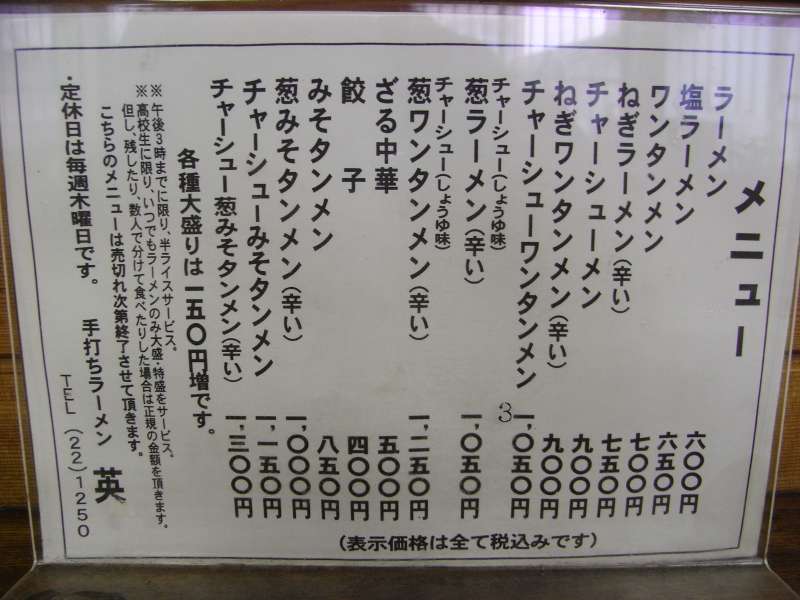 メニュー
ラーメン 六〇〇円
塩ラーメン 六五〇円
ワンタンメン 七〇〇円
ねぎラーメン(辛い) 七五〇円
チャーシューメン 九〇〇円
ねぎワンタンメン(辛い) 九〇〇円
チャーシューワンタンメン 一,〇五〇円
3
チャーシュー(しょうゆ味)
葱ラーメン(辛い) 一,〇五〇円
チャーシュー(しょうゆ味)
葱ワンタンメン(辛い) 一,二五〇円
ざる中華 五〇〇円
餃子 四〇〇円
みそタンメン 八五〇円
葱みそタンメン(辛い) 一,〇〇〇円
チャーシューみそタンメン 一,一五〇円
チャーシュー葱みそタンメン(辛い) 一,三〇〇円
各種大盛りは一五〇円増です。
※午後3時までに限り、半ライスサービス。
※高校生に限り、いつでもラーメンのみ大盛・特盛をサービス。
但し、残したり、数人で分けて食べたりした場合は正規の金額を頂きます。
こちらのメニューは売切れ次第終了させて頂きます。
・定休日は毎週木曜日です。
手打ちラーメン 英
TEL (22)1250
(表示価格は全て税込みです)